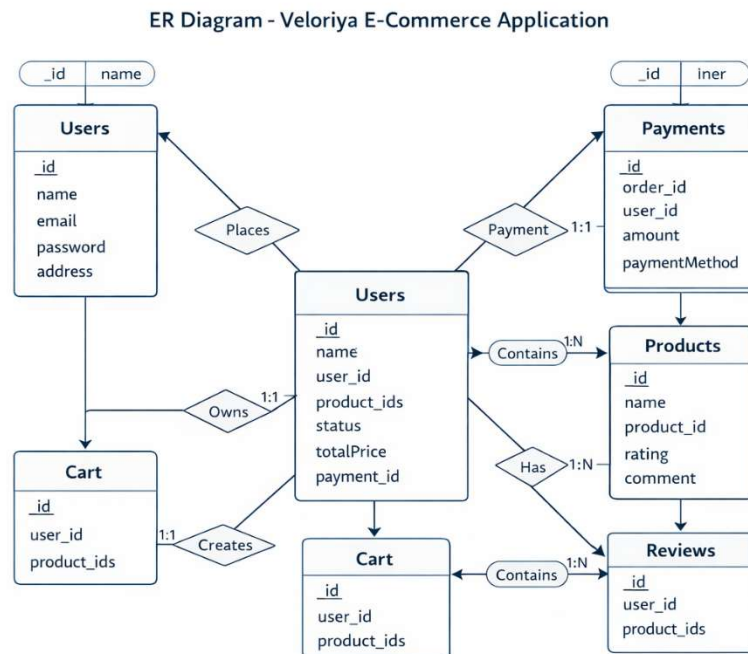 ER Diagram - Veloriya E-Commerce Application
_id name
_id iner
Users
_id
name
email
password
address
Places
Payment
1:1
Payments
_id
order_id
user_id
amount
paymentMethod
Users
_id
name
user_id
product_ids
status
totalPrice
payment_id
Contains
1:N
Products
_id
name
product_id
rating
comment
Owns
1:1
Has
1:N
Cart
_id
user_id
product_ids
1:1
Creates
Cart
_id
user_id
product_ids
Contains
1:N
Reviews
_id
user_id
product_ids